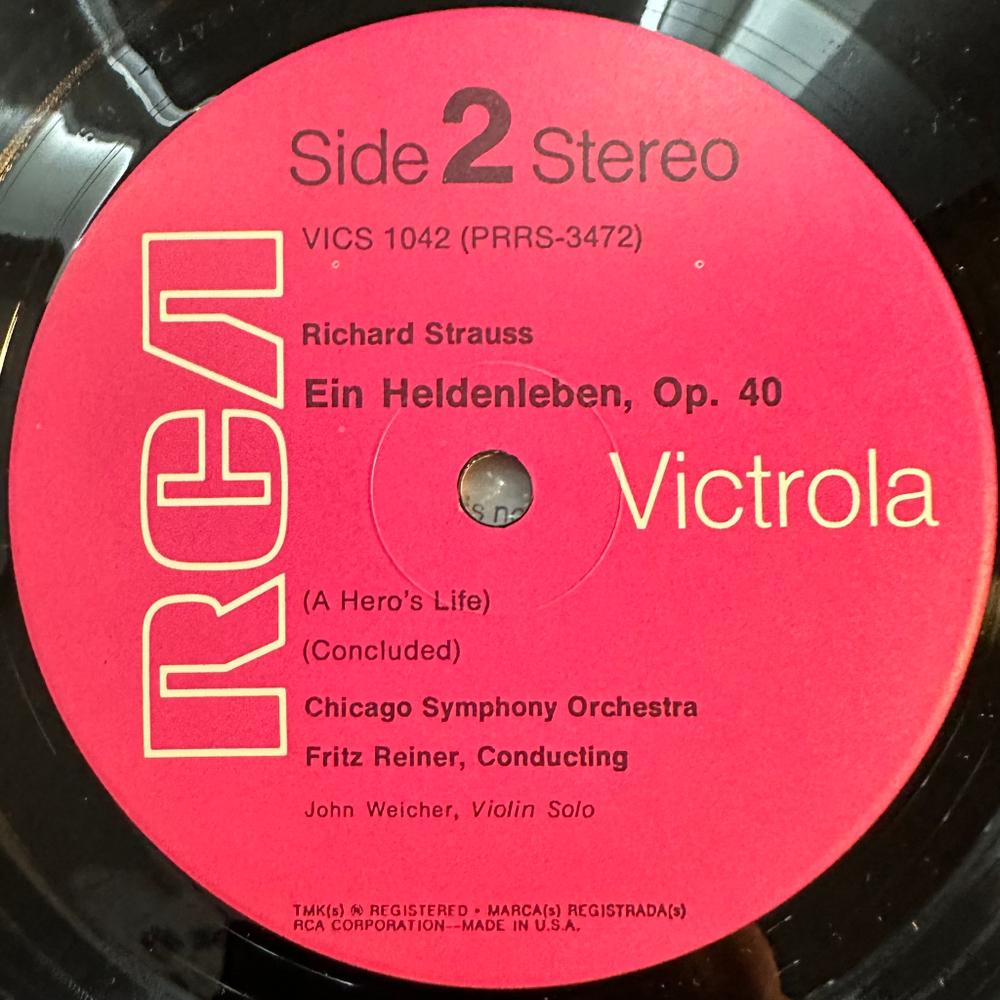 Side 2 Stereo
VICS 1042 (PRRS-3472)
RCA
Richard Strauss
Ein Heldenleben, Op. 40
Victrola
(A Hero's Life)
(Concluded)
Chicago Symphony Orchestra
Fritz Reiner, Conducting
John Weicher, Violin Solo
TMK(s) ® REGISTERED • MARCA(s) REGISTRADA(s)
RCA CORPORATION--MADE IN U.S.A.